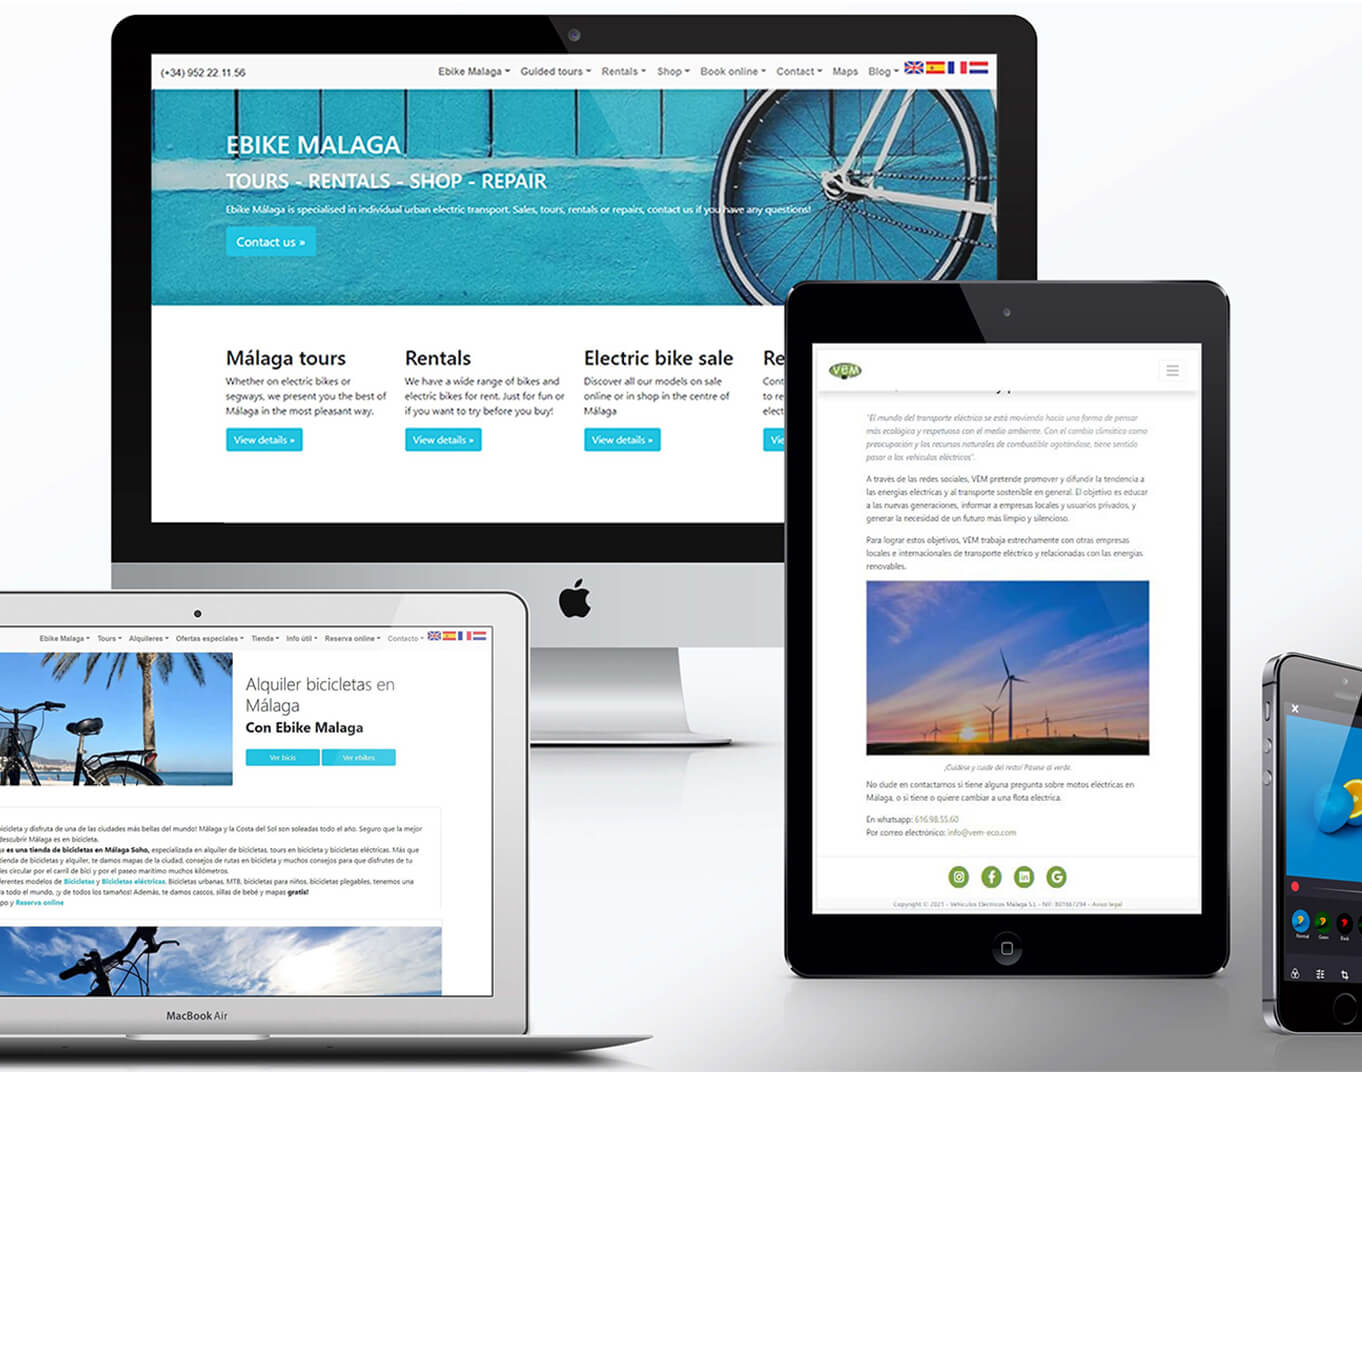 (+34) 952.22.11.56
Ebike Malaga Guided tours Rentals Shop Book online Contact Maps Blog
EBIKE MALAGA
TOURS - RENTALS - SHOP - REPAIR
Ebike Málaga is specialised in individual urban electric transport. Sales, tours, rentals or repairs, contact us if you have any questions!
Contact us »
Málaga tours
Whether on electric bikes or
segways, we present you the best of
Málaga in the most pleasant way.
View details »
Rentals
We have a wide range of bikes and
electric bikes for rent. Just for fun or
if you want to try before you buy!
View details »
Electric bike sale
Discover all our models on sale
online or in shop in the centre of
Málaga
View details »
Re
Cont
to re
elect
Vie
VEM
"El mundo del transporte eléctrico se está moviendo hacia una forma de pensar
más ecológica y respetuosa con el medio ambiente. Con el cambio climático como
preocupación y los recursos naturales de combustible agotándose, tiene sentido
pasar a los vehículos eléctricos".
A través de las redes sociales, VEM pretende promover y difundir la tendencia a
las energías eléctricas y al transporte sostenible en general. El objetivo es educar
a las nuevas generaciones, informar a empresas locales y usuarios privados, y
generar la necesidad de un futuro más limpio y silencioso.
Para lograr estos objetivos, VEM trabaja estrechamente con otras empresas
locales e internacionales de transporte eléctrico y relacionadas con las energías
renovables.
¡Cuídese y cuide del resto! Pásese al verde.
No dude en contactarnos si tiene alguna pregunta sobre motos eléctricas en
Málaga, o si tiene o quiere cambiar a una flota eléctrica.
En whatsapp: 616.98.55.60
Por correo electrónico: info@vem-eco.com
Copyright © 2021 - Vehiculos Electricos Malaga S.L - NIF: B01667294 - Aviso legal
Ebike Malaga Tours Alquileres Ofertas especiales Tienda Info útil Reserva online Contacto
Alquiler bicicletas en
Málaga
Con Ebike Malaga
Ver bicis Ver ebikes
bicicleta y disfruta de una de las ciudades más bellas del mundo! Málaga y la Costa del Sol son soleadas todo el año. Seguro que la mejor
descubrir Málaga es en bicicleta.
a es una tienda de bicicletas en Málaga Soho, especializada en alquiler de bicicletas, tours en bicicleta y bicicletas eléctricas. Más que
tienda de bicicletas y alquiler, te damos mapas de la ciudad, consejos de rutas en bicicleta y muchos consejos para que disfrutes de tu
les circular por el carril de bici y por el paseo marítimo muchos kilómetros.
ferentes modelos de Bicicletas y Bicicletas eléctricas. Bicicletas urbanas, MTB, bicicletas para niños, bicicletas plegables, tenemos una
a todo el mundo, ¡y de todos los tamaños! Además, te damos cascos, sillas de bebé y mapas gratis!
po y Reserva online
MacBook Air
X
Normal